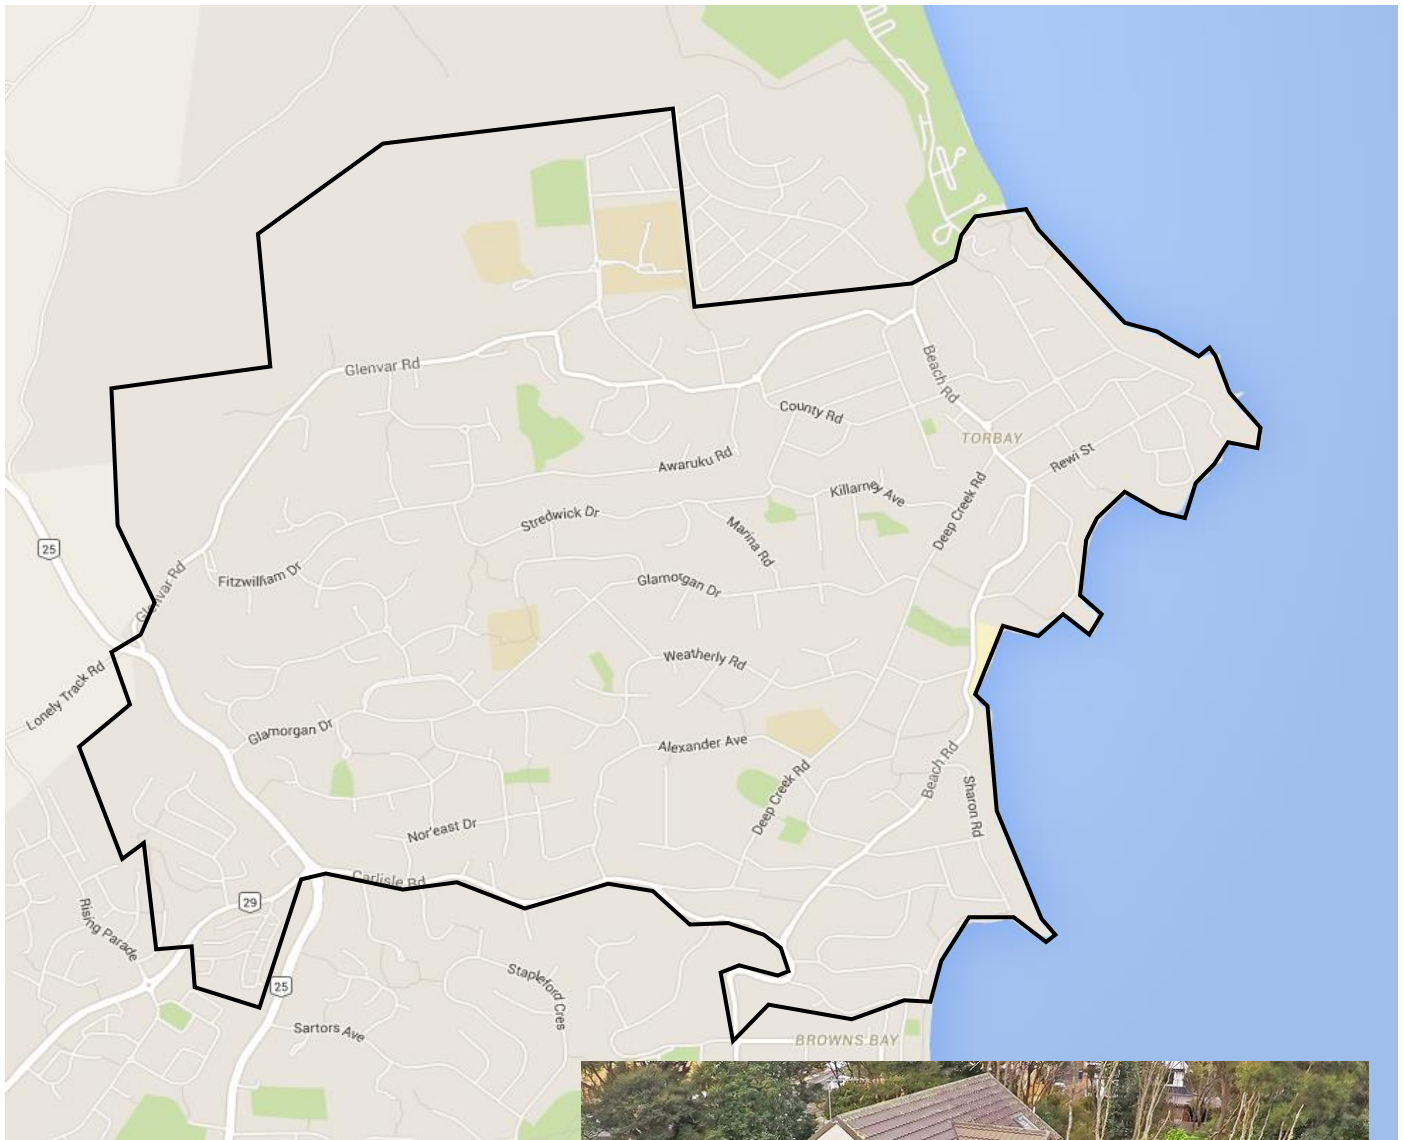 Glenvar Rd
Beach Rd
County Rd
TORBAY
Rewi St
Awaruku Rd
Killarney Ave
Deep Creek Rd
Stredwick Dr
Marina Rd
25
Fitzwilliam Dr
Glenvar Rd
Glamorgan Dr
Weatherly Rd
Lonely Track Rd
Glamorgan Dr
Alexander Ave
Beach Rd
Deep Creek Rd
Sharon Rd
Nor'east Dr
Carlisle Rd
29
Rising Parade
25
Stapleford Cres
Sartors Ave
BROWNS BAY